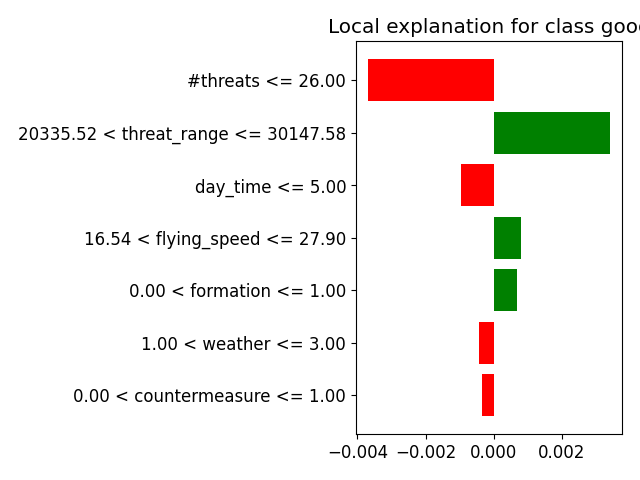 Local explanation for class good
#threats <= 26.00
20335.52 < threat_range <= 30147.58
day_time <= 5.00
16.54 < flying_speed <= 27.90
0.00 < formation <= 1.00
1.00 < weather <= 3.00
0.00 < countermeasure <= 1.00
−0.004 −0.002 0.000 0.002